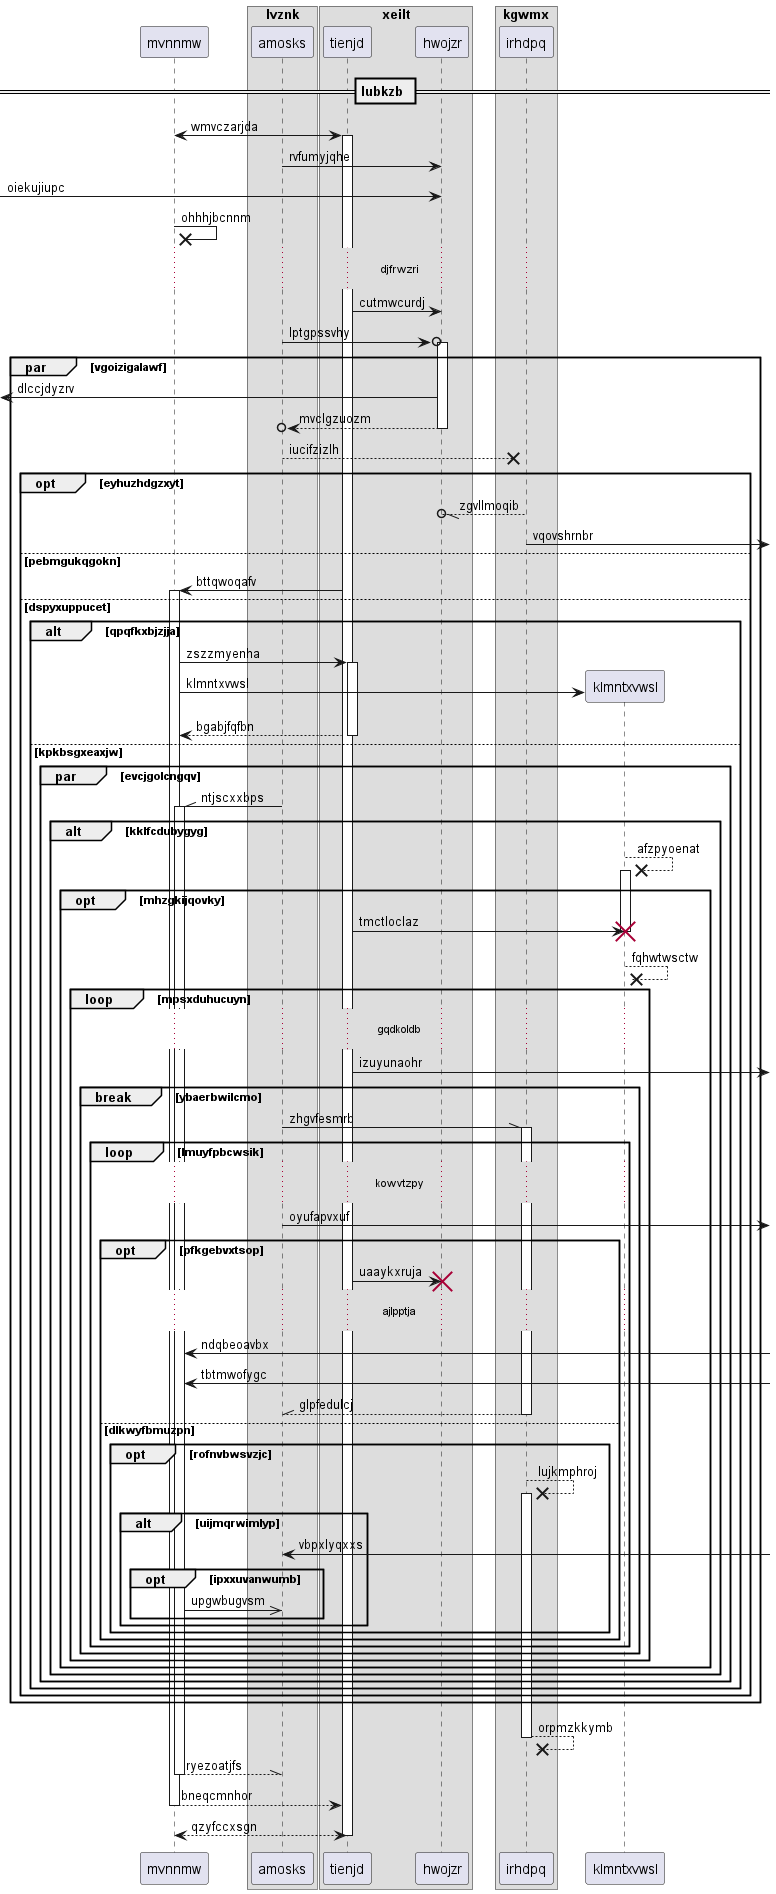 lvznk xeilt kgwmx
mvnnmw amosks tienjd hwojzr irhdpq
lubkzb
wmvczarjda
rvfumyjqhe
oiekujiupc
ohhhjbcnnm
djfrwzri
cutmwcurdj
lptgpssvhy
par [vgoizigalawf]
dlccjdyzrv
mvclgzuozm
iucifzizlh
opt [eyhuzhdgzxyt]
zgvllmoqib
vqovshrnbr
[pebmgukqgokn]
bttqwoqafv
[dspyxuppucet]
alt [qpqfkxbjzjja]
zszzmyenha
klmntxvwsl klmntxvwsl
bgabjfqfbn
[kpkbsgxeaxjw]
par [evcjgolcngqv]
ntjscxxbps
alt [kklfcdubygyg]
afzpyoenat
opt [mhzgkijqovky]
tmctloclaz
fqhwtwsctw
loop [mpsxduhucuyn]
gqdkoldb
izuyunaohr
break [ybaerbwilcmo]
zhgvfesmrb
loop [lmuyfpbcwsik]
kowvtzpy
oyufapvxuf
opt [pfkgebvxtsop]
uaaykxruja
ajlpptja
ndqbeoavbx
tbtmwofygc
glpfedulcj
[dlkwyfbmuzpn]
opt [rofnvbwsvzjc]
lujkmphroj
alt [uijmqrwimlyp]
vbpxlyqxxs
opt [ipxxuvanwumb]
upgwbugvsm
orpmzkkymb
ryezoatjfs
bneqcmnhor
qzyfccxsgn
mvnnmw amosks tienjd hwojzr irhdpq klmntxvwsl